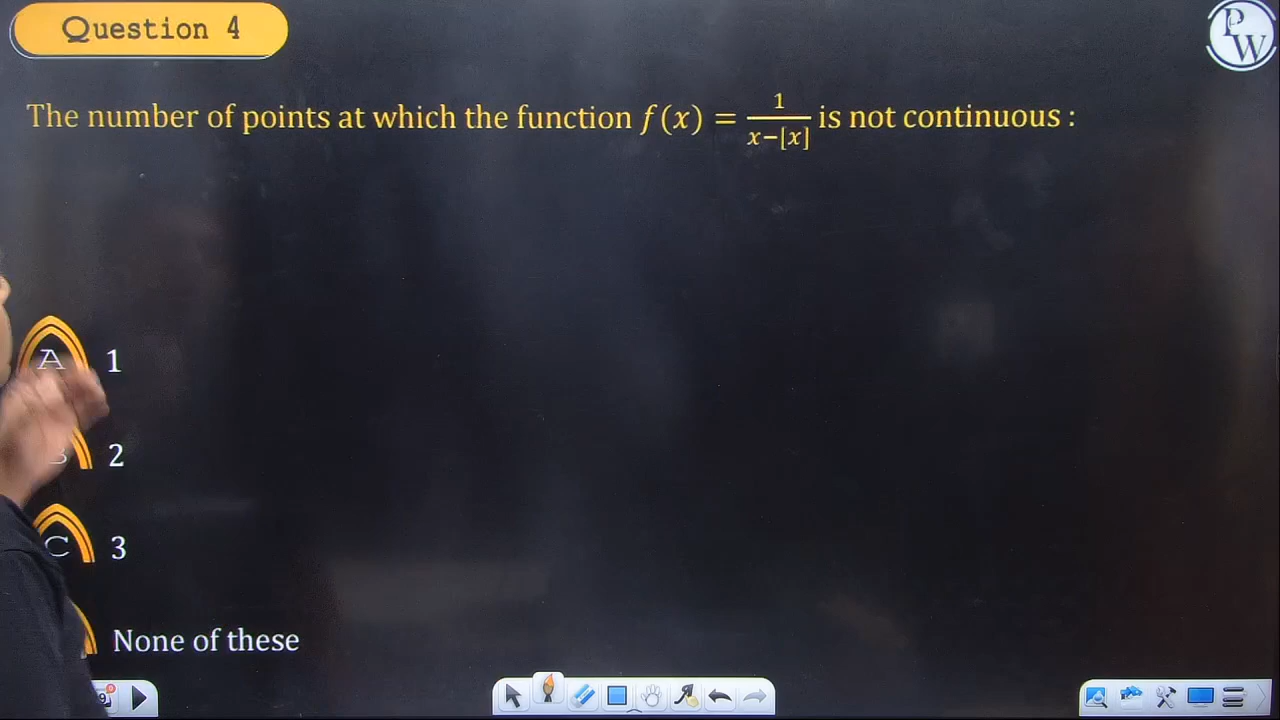 Question 4
PW
The number of points at which the function f(x) = 1/(x−[x]) is not continuous :
A 1
B 2
C 3
None of these